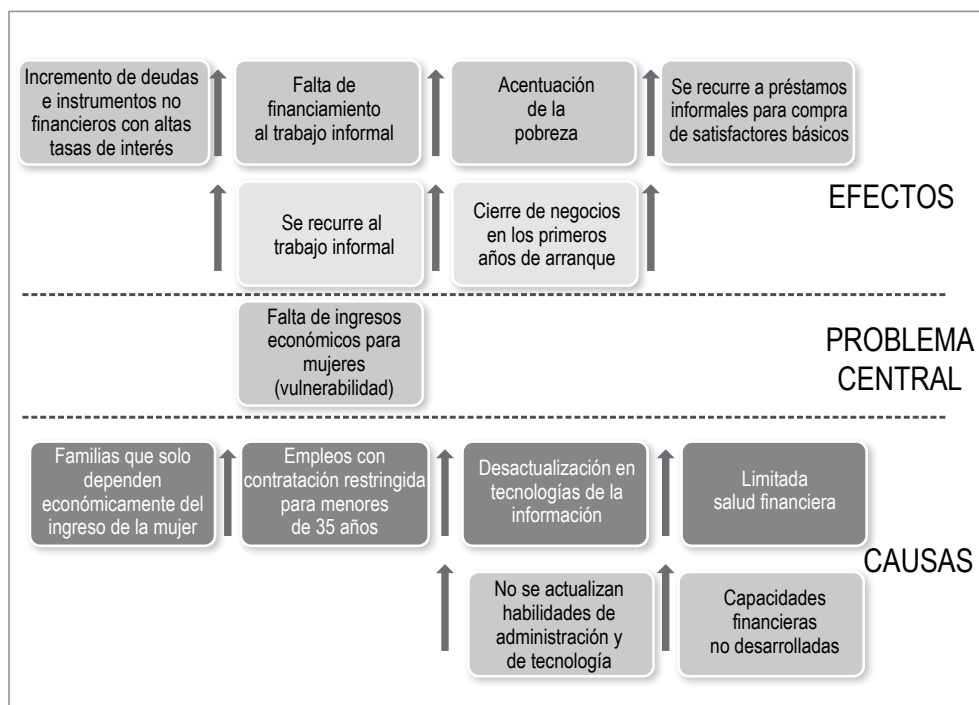 Incremento de deudas
e instrumentos no
financieros con altas
tasas de interés
Falta de
financiamiento
al trabajo informal
Acentuación
de la
pobreza
Se recurre a préstamos
informales para compra
de satisfactores básicos
Se recurre al
trabajo informal
Cierre de negocios
en los primeros
años de arranque
EFECTOS
Falta de ingresos
económicos para
mujeres
(vulnerabilidad)
PROBLEMA
CENTRAL
Familias que solo
dependen
económicamente del
ingreso de la mujer
Empleos con
contratación restringida
para menores
de 35 años
Desactualización en
tecnologías de la
información
Limitada
salud financiera
CAUSAS
No se actualizan
habilidades de
administración y
de tecnología
Capacidades
financieras
no desarrolladas